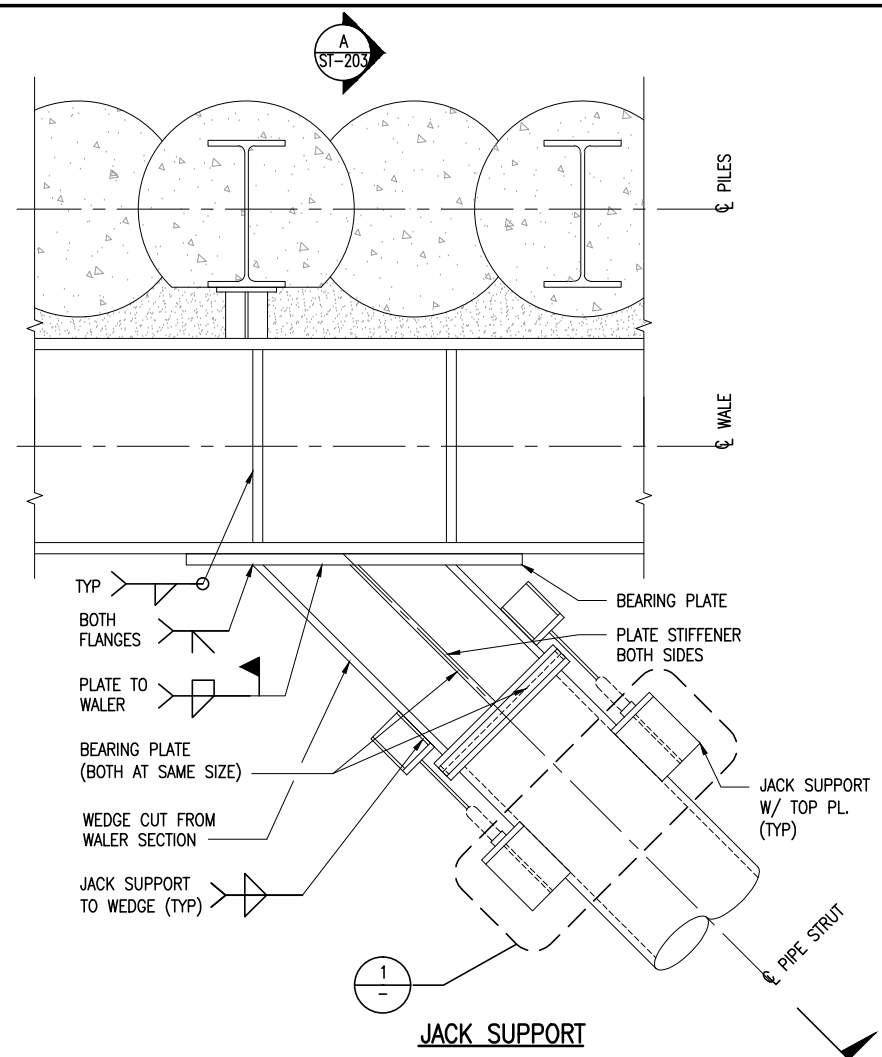 A
ST-203
℄ PILES
℄ WALE
TYP
BOTH
FLANGES
PLATE TO
WALER
BEARING PLATE
(BOTH AT SAME SIZE)
WEDGE CUT FROM
WALER SECTION
JACK SUPPORT
TO WEDGE (TYP)
BEARING PLATE
PLATE STIFFENER
BOTH SIDES
JACK SUPPORT
W/ TOP PL.
(TYP)
℄ PIPE STRUT
1
-
JACK SUPPORT